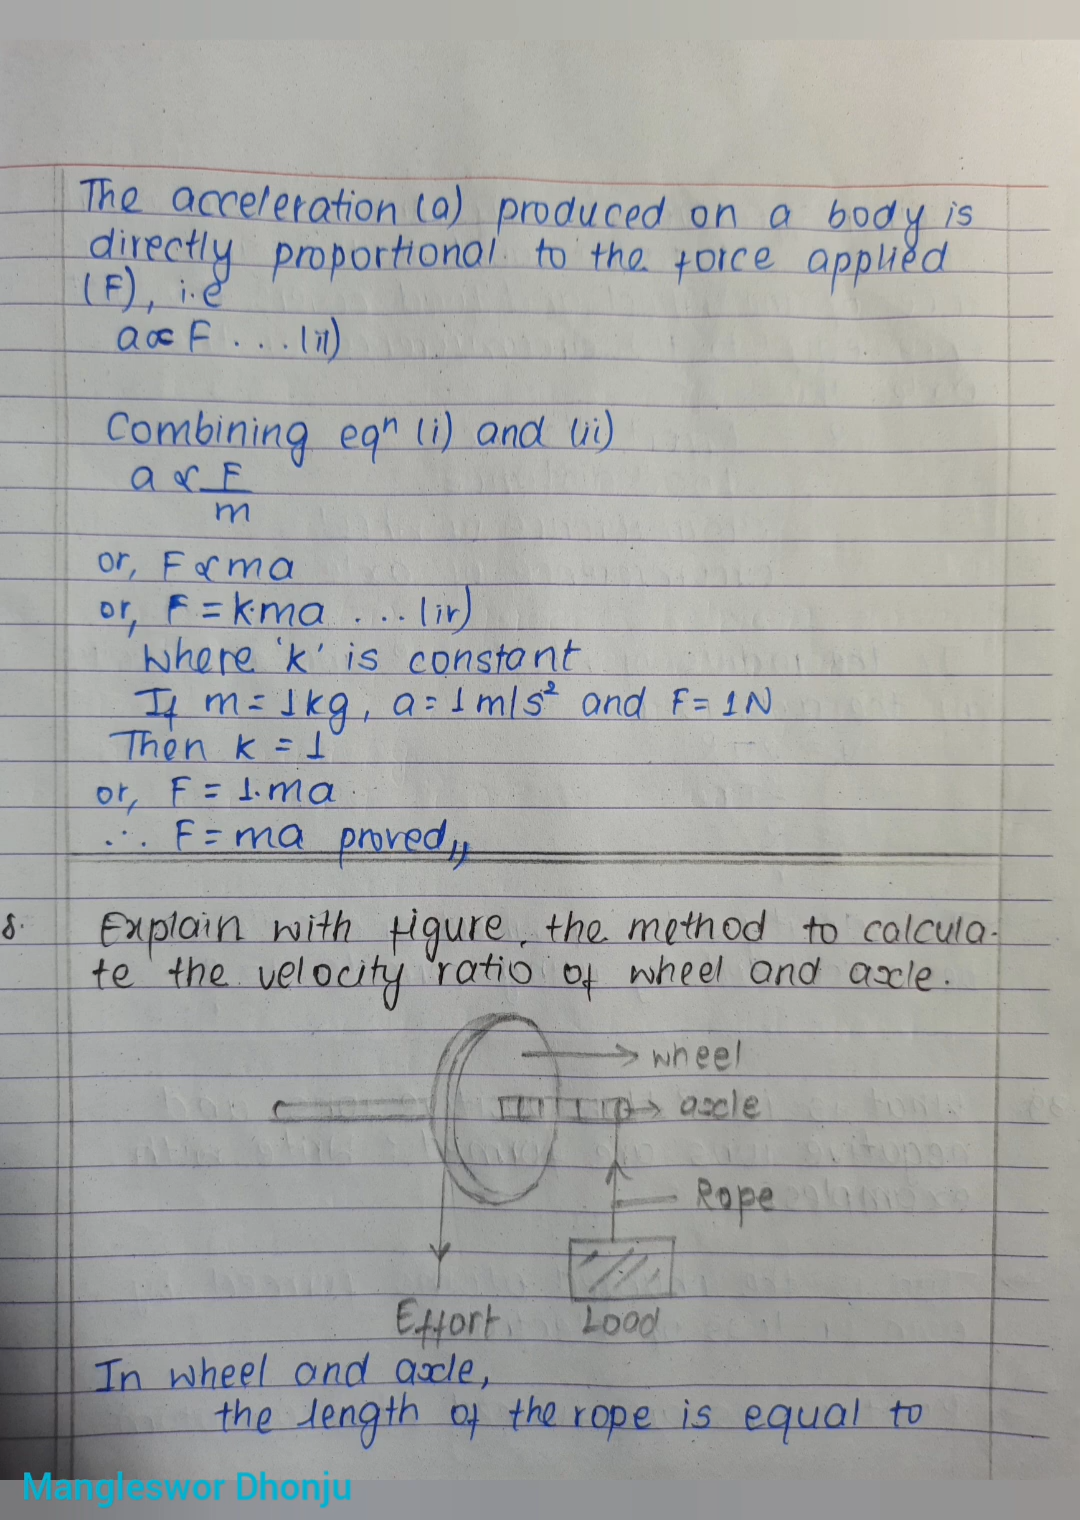 The acceleration (a) produced on a body is
directly proportional to the force applied
(F), i.e
a∝F ...(ii)
Combining eqn (i) and (ii)
a ∝ F/m
or, F∝ma
or, F=k.ma ...(iv)
where 'k' is constant
If m=1kg, a=1m/s² and F=1N
Then k=1
or, F=1.ma
∴ F=ma proved,,
8. Explain with figure, the method to calcula-
te the velocity ratio of wheel and axle.
wheel
axle
Rope
Effort Load
In wheel and axle,
the length of the rope is equal to
Mangleswor Dhonju